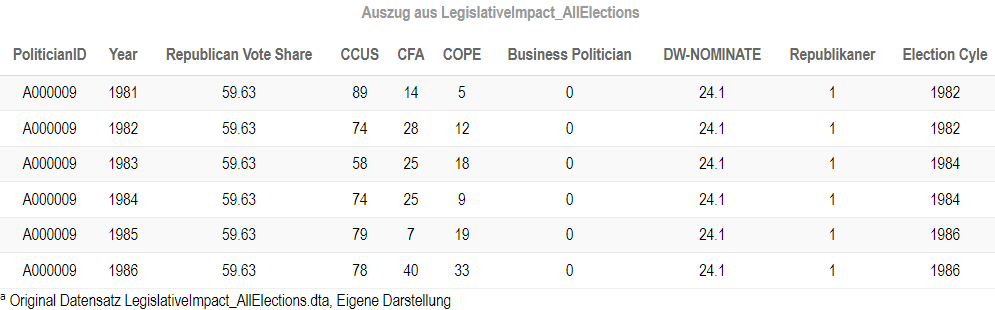 Auszug aus LegislativeImpact_AllElections
PoliticianID Year Republican Vote Share CCUS CFA COPE Business Politician DW-NOMINATE Republikaner Election Cyle
A000009 1981 59.63 89 14 5 0 24.1 1 1982
A000009 1982 59.63 74 28 12 0 24.1 1 1982
A000009 1983 59.63 58 25 18 0 24.1 1 1984
A000009 1984 59.63 74 25 9 0 24.1 1 1984
A000009 1985 59.63 79 7 19 0 24.1 1 1986
A000009 1986 59.63 78 40 33 0 24.1 1 1986
a Original Datensatz LegislativeImpact_AllElections.dta, Eigene Darstellung